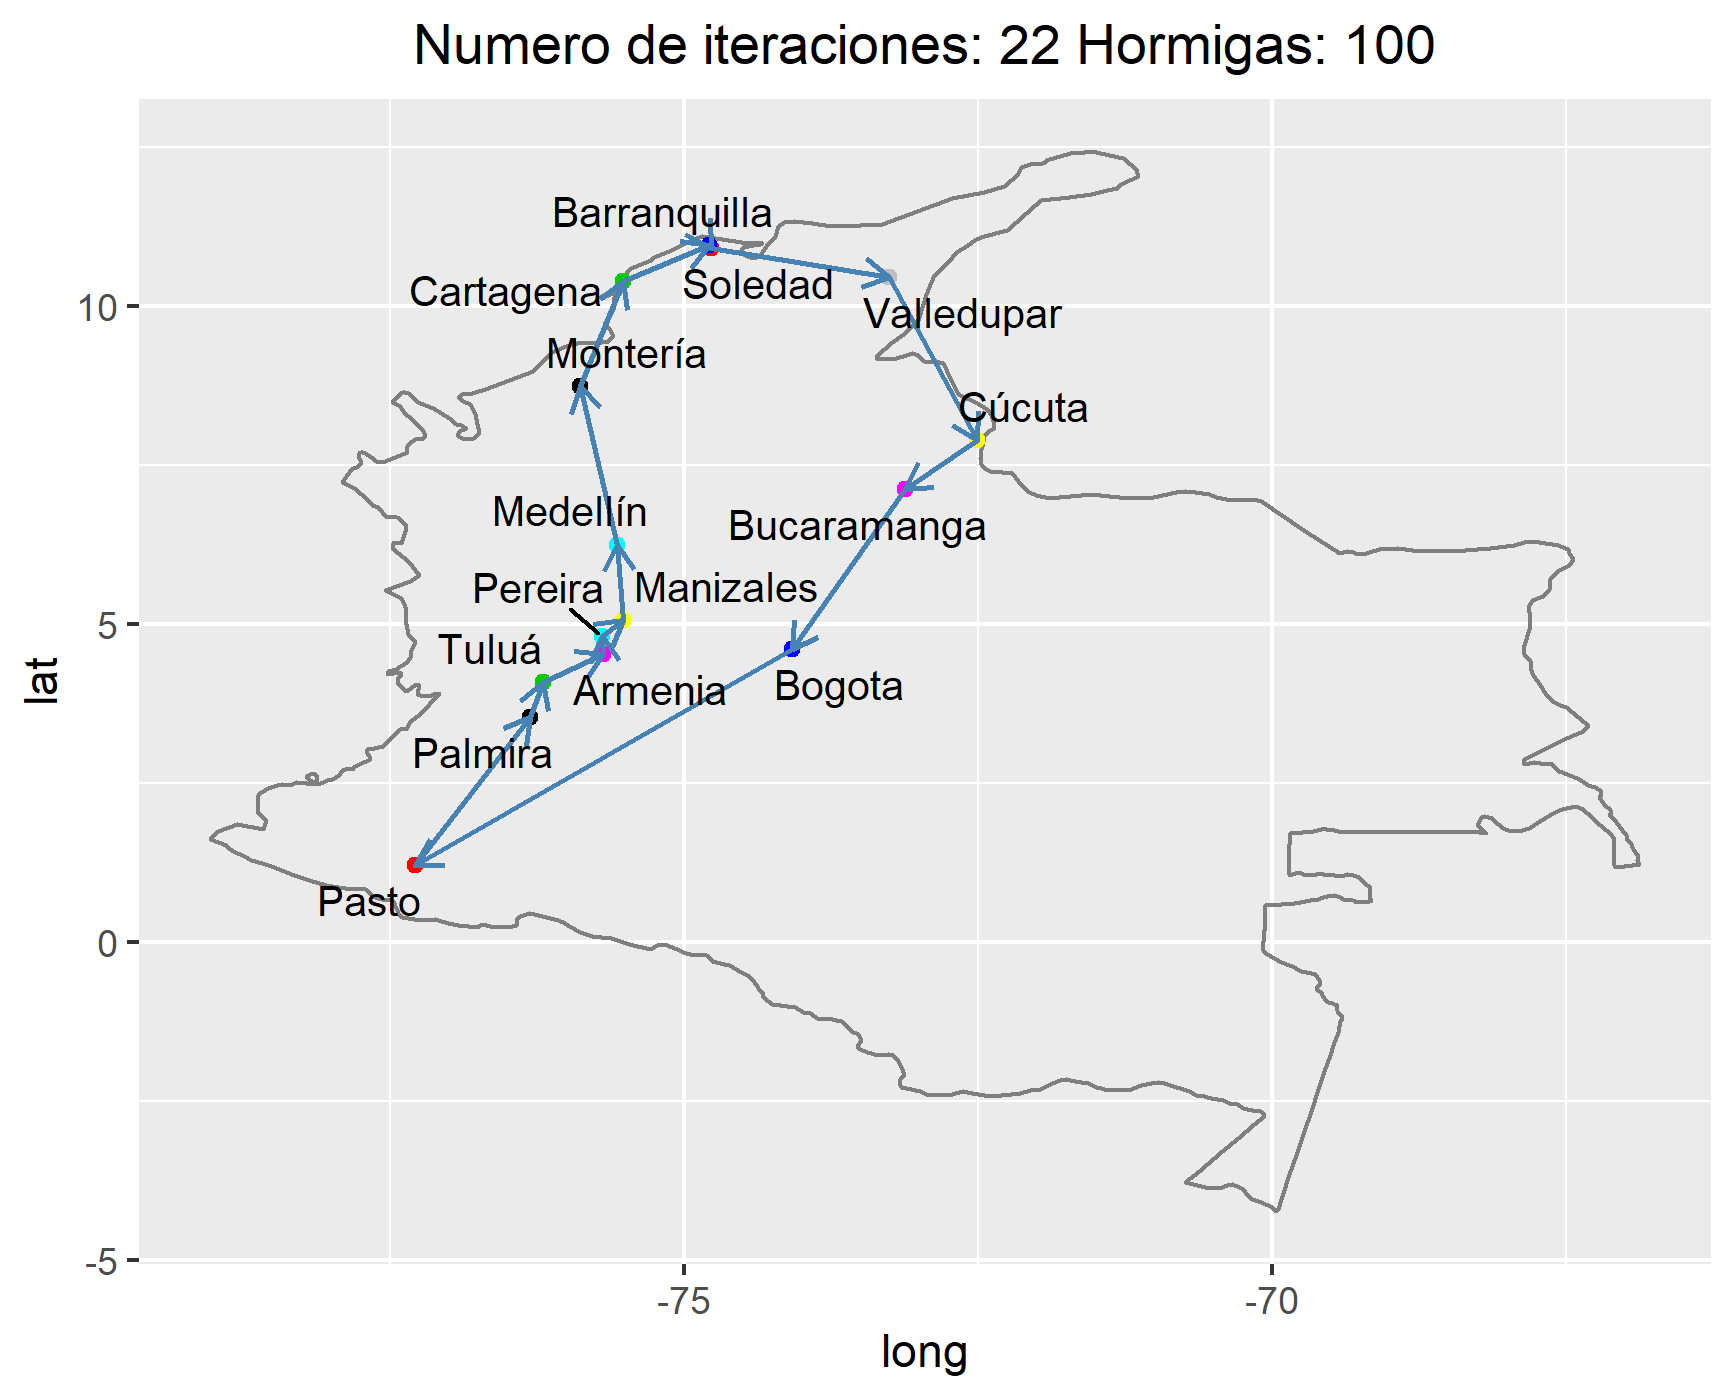 Numero de iteraciones: 22 Hormigas: 100
Barranquilla
Cartagena
Soledad
Valledupar
Montería
Cúcuta
Medellín
Bucaramanga
Pereira
Manizales
Tuluá
Armenia
Bogota
Palmira
Pasto
10
5
0
-5
lat
-75
-70
long